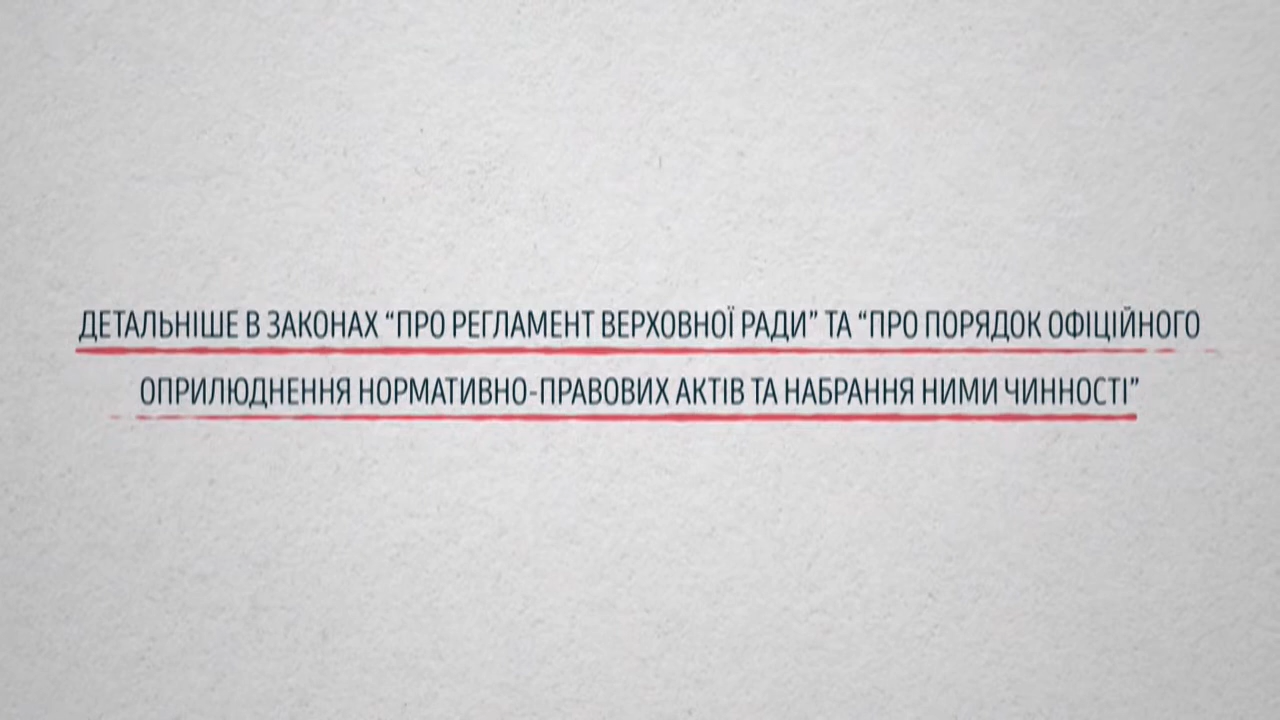 ДЕТАЛЬНІШЕ В ЗАКОНАХ “ПРО РЕГЛАМЕНТ ВЕРХОВНОЇ РАДИ” ТА “ПРО ПОРЯДОК ОФІЦІЙНОГО
ОПРИЛЮДНЕННЯ НОРМАТИВНО-ПРАВОВИХ АКТІВ ТА НАБРАННЯ НИМИ ЧИННОСТІ”